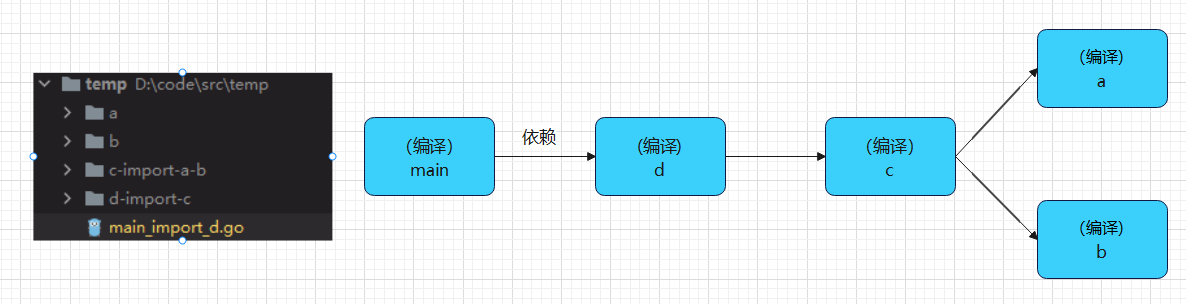 temp D:\code\src\temp
a
b
c-import-a-b
d-import-c
main_import_d.go
(编译)
main
依赖
(编译)
d
(编译)
c
(编译)
a
(编译)
b